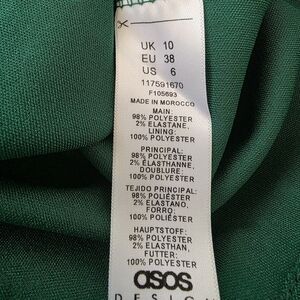 UK 10
EU 38
US 6
117591670
F105693
MADE IN MOROCCO
MAIN:
98% POLYESTER
2% ELASTANE,
LINING:
100% POLYESTER
PRINCIPAL:
98% POLYESTER
2% ÉLASTHANNE,
DOUBLURE:
100% POLYESTER
TEJIDO PRINCIPAL:
98% POLIÉSTER
2% ELASTANO,
FORRO:
100% POLIÉSTER
HAUPTSTOFF:
98% POLYESTER
2% ELASTHAN,
FUTTER:
100% POLYESTER
asos
DESIGN